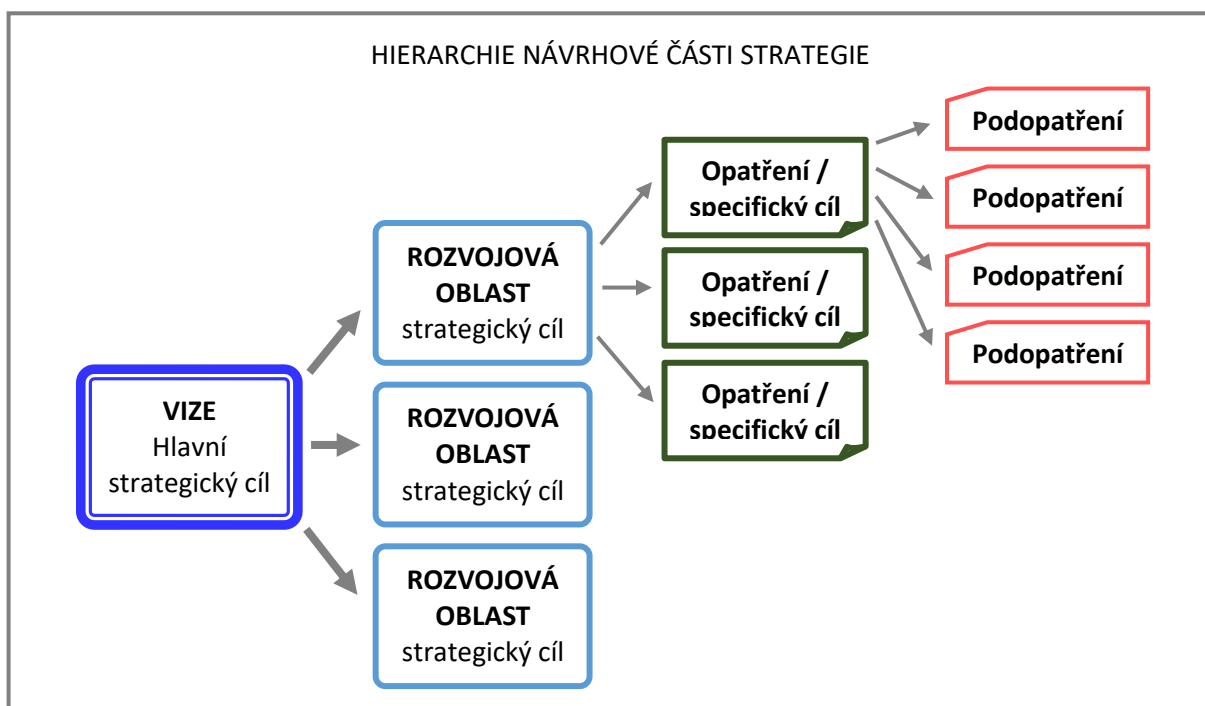 HIERARCHIE NÁVRHOVÉ ČÁSTI STRATEGIE
VIZE
Hlavní
strategický cíl
ROZVOJOVÁ
OBLAST
strategický cíl
ROZVOJOVÁ
OBLAST
strategický cíl
ROZVOJOVÁ
OBLAST
strategický cíl
Opatření /
specifický cíl
Opatření /
specifický cíl
Opatření /
specifický cíl
Podopatření
Podopatření
Podopatření
Podopatření